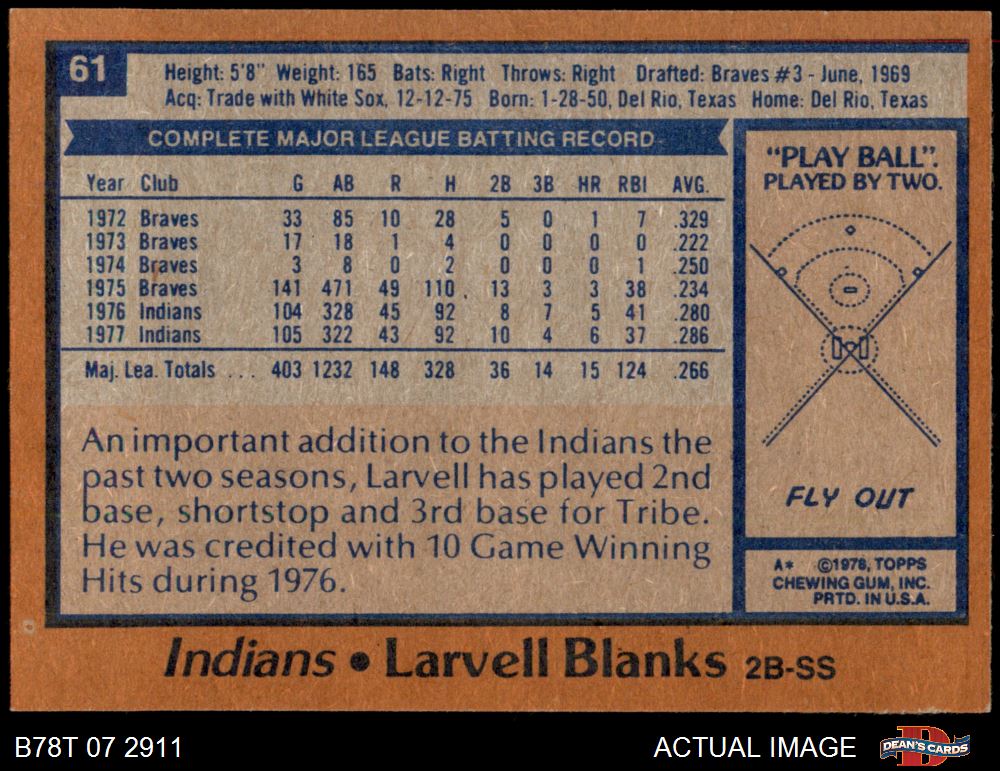 61
Height: 5'8" Weight: 165 Bats: Right Throws: Right Drafted: Braves #3 - June, 1969
Acq: Trade with White Sox, 12-12-75 Born: 1-28-50, Del Rio, Texas Home: Del Rio, Texas
COMPLETE MAJOR LEAGUE BATTING RECORD
Year Club G AB R H 2B 3B HR RBI AVG.
1972 Braves 33 85 10 28 5 0 1 7 .329
1973 Braves 17 18 1 4 0 0 0 0 .222
1974 Braves 3 8 0 2 0 0 0 1 .250
1975 Braves 141 471 49 110 13 3 3 38 .234
1976 Indians 104 328 45 92 8 7 5 41 .280
1977 Indians 105 322 43 92 10 4 6 37 .286
Maj. Lea. Totals ... 403 1232 148 328 36 14 15 124 .266
An important addition to the Indians the
past two seasons, Larvell has played 2nd
base, shortstop and 3rd base for Tribe.
He was credited with 10 Game Winning
Hits during 1976.
"PLAY BALL".
PLAYED BY TWO.
FLY OUT
A* ©1978, TOPPS
CHEWING GUM, INC.
PRTD. IN U.S.A.
Indians • Larvell Blanks 2B-SS
B78T 07 2911
ACTUAL IMAGE
DEAN'S CARDS